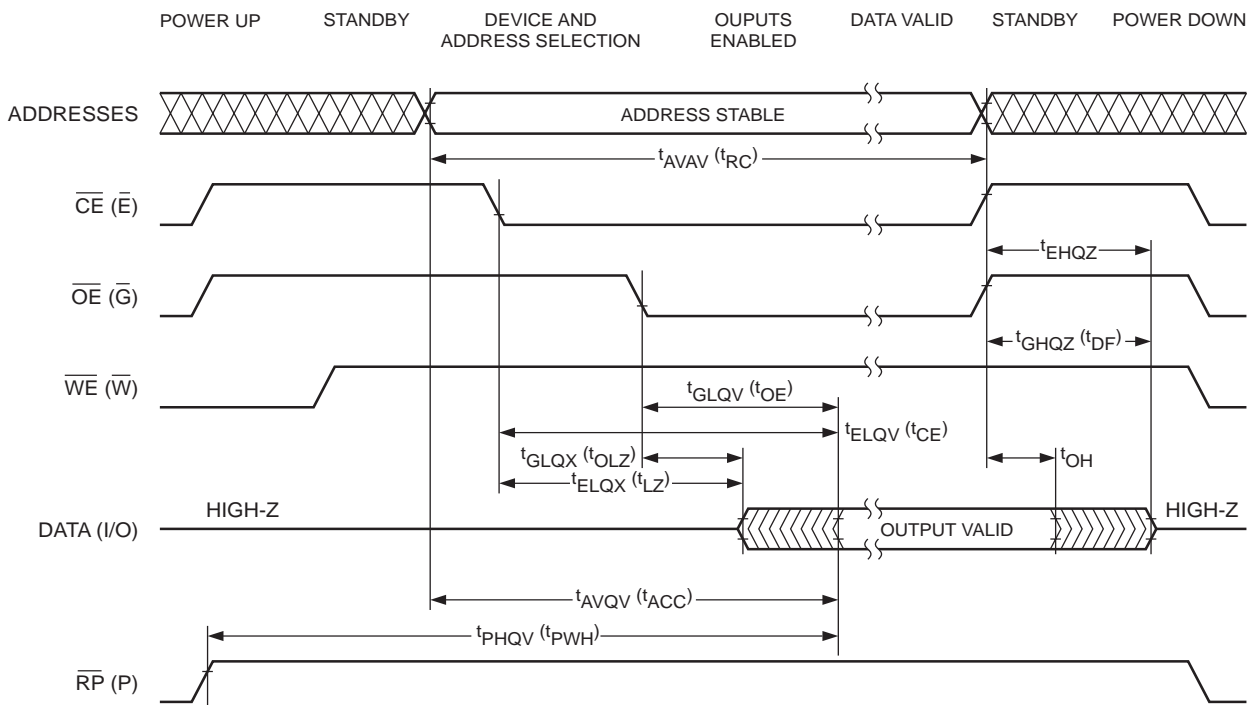 POWER UP STANDBY DEVICE AND OUPUTS DATA VALID STANDBY POWER DOWN
ADDRESS SELECTION ENABLED
ADDRESSES ADDRESS STABLE
tAVAV (tRC)
CE (E)
tEHQZ
OE (G)
tGHQZ (tDF)
WE (W)
tGLQV (tOE)
tELQV (tCE)
tGLQX (tOLZ) tOH
tELQX (tLZ)
HIGH-Z HIGH-Z
DATA (I/O) OUTPUT VALID
tAVQV (tACC)
tPHQV (tPWH)
RP (P)